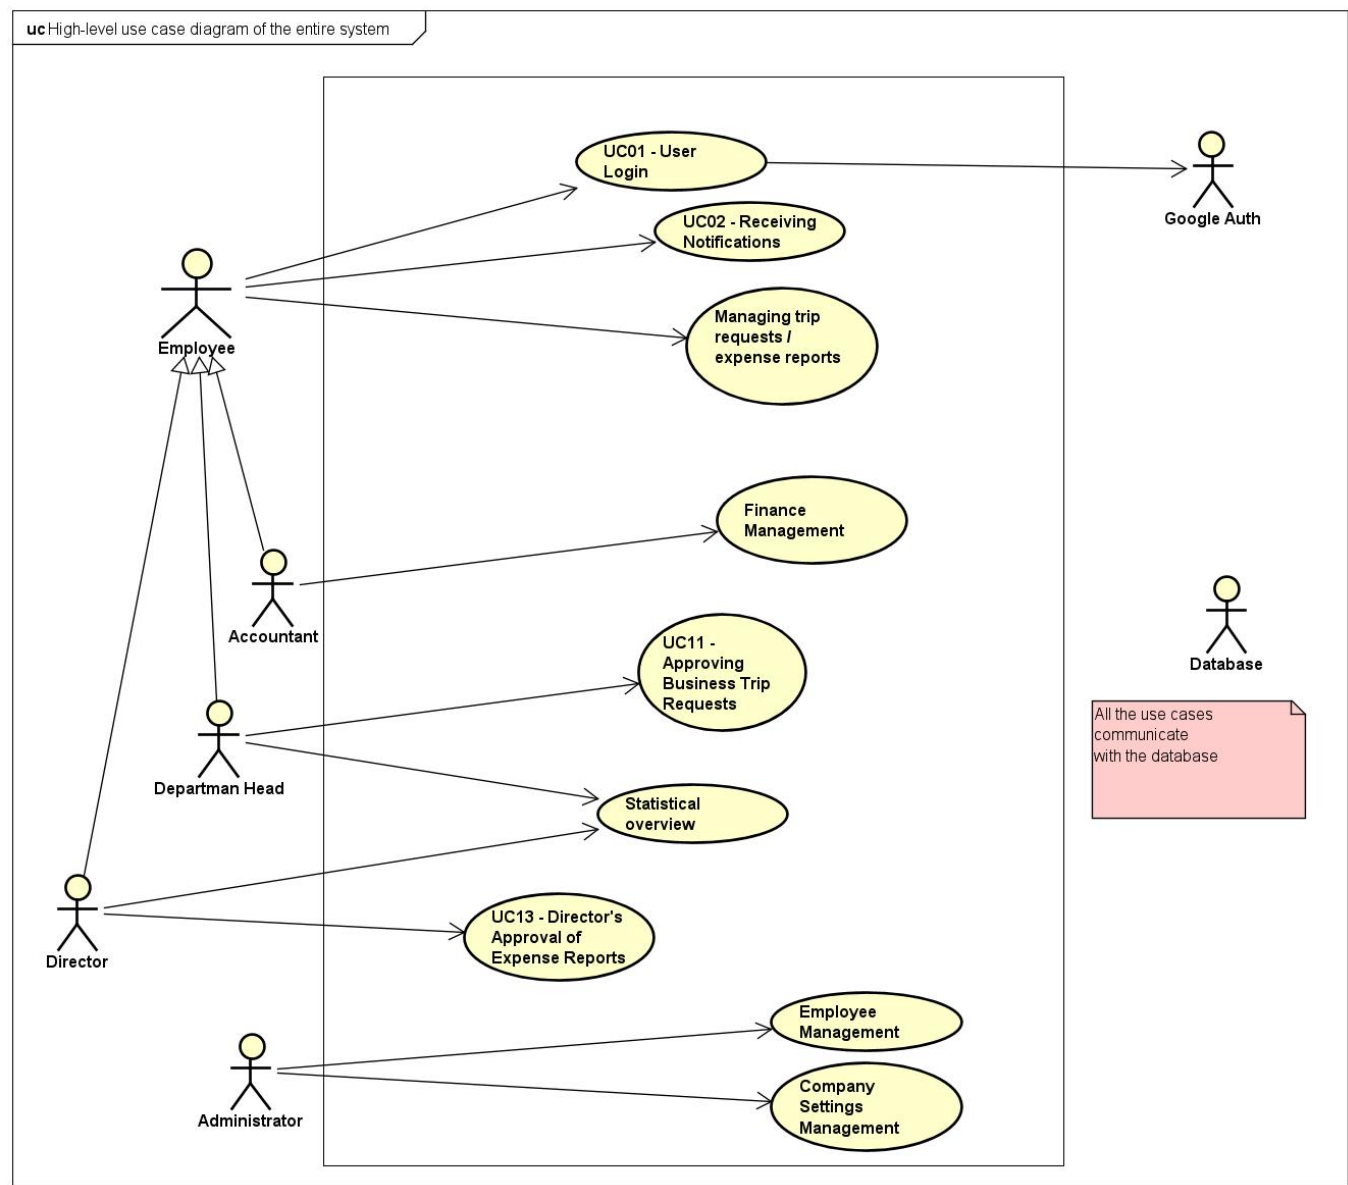 uc High-level use case diagram of the entire system
UC01 - User
Login
Google Auth
UC02 - Receiving
Notifications
Employee
Managing trip
requests /
expense reports
Finance
Management
Accountant
UC11 -
Approving
Business Trip
Requests
Database
All the use cases
communicate
with the database
Departman Head
Statistical
overview
Director
UC13 - Director's
Approval of
Expense Reports
Employee
Management
Administrator
Company
Settings
Management